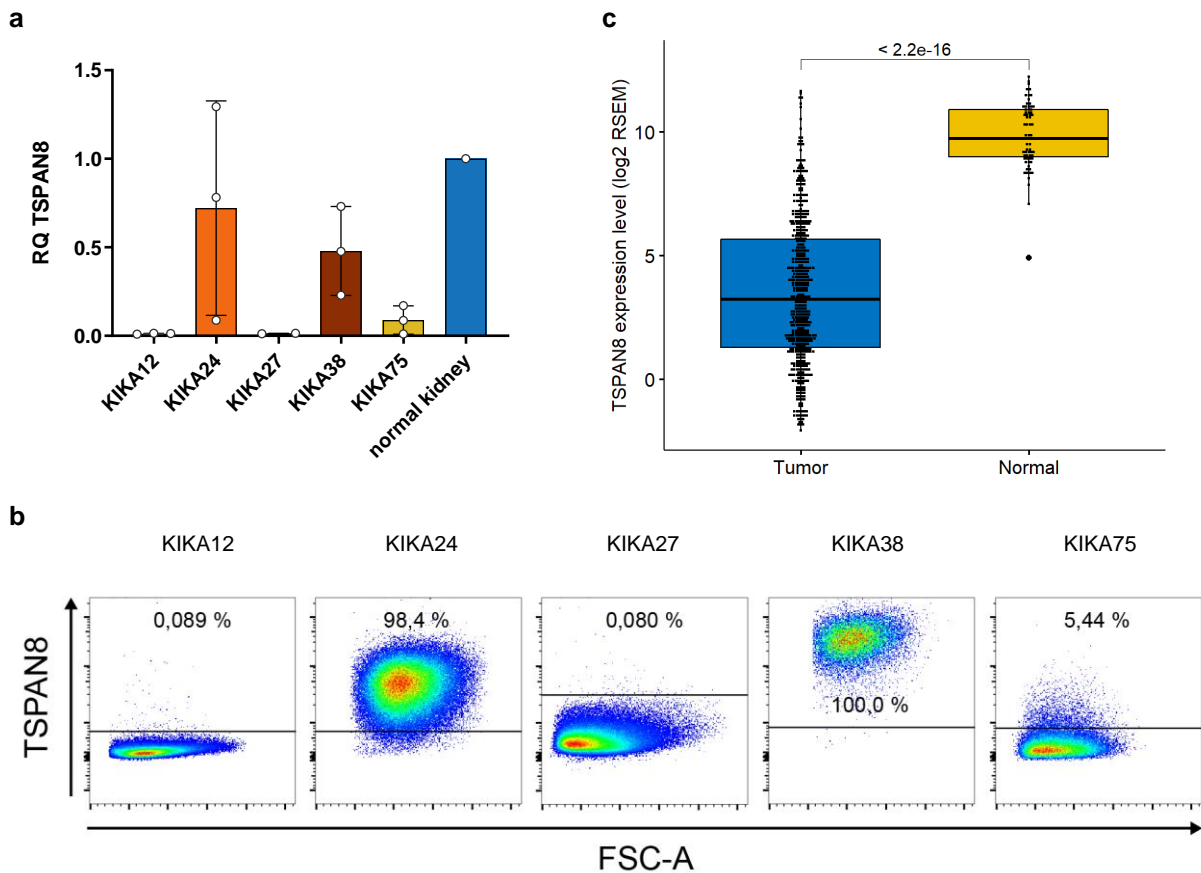 a
RQ TSPAN8
1.5
1.0
0.5
0.0
KIKA12
KIKA24
KIKA27
KIKA38
KIKA75
normal kidney
c
TSPAN8 expression level (log2 RSEM)
< 2.2e-16
10
5
0
Tumor
Normal
b
KIKA12
KIKA24
KIKA27
KIKA38
KIKA75
TSPAN8
0,089 %
98,4 %
0,080 %
100,0 %
5,44 %
FSC-A